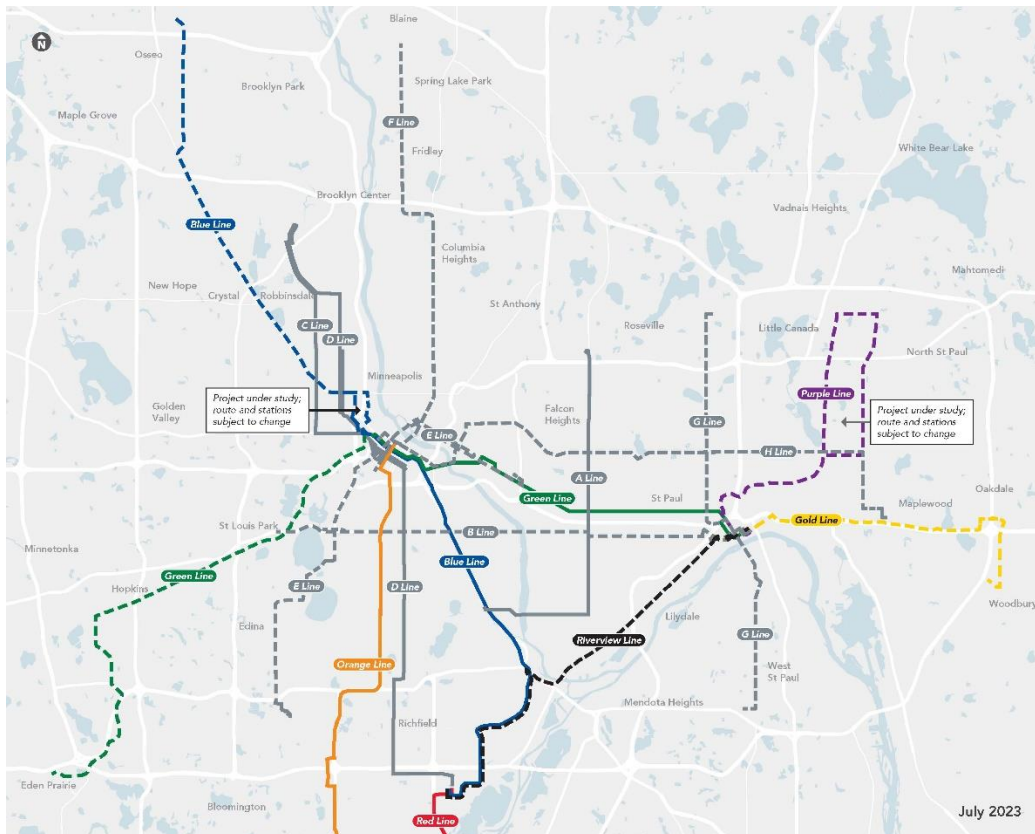 N
Blaine
Osseo
Brooklyn Park
Spring Lake Park
Maple Grove
F Line
Fridley
White Bear Lake
Brooklyn Center
Vadnais Heights
Blue Line
Columbia
Heights
Mahtomedi
New Hope
Crystal
Robbinsdale
St Anthony
C Line
D Line
Roseville
Little Canada
North St Paul
Minneapolis
Project under study;
route and stations
subject to change
Purple Line
Golden
Valley
Falcon
Heights
G Line
Project under study;
route and stations
subject to change
E Line
H Line
A Line
Green Line
St Paul
Oakdale
Maplewood
Gold Line
St Louis Park
B Line
Minnetonka
Blue Line
Green Line
Hopkins
E Line
D Line
Woodbury
Lilydale
Edina
Riverview Line
G Line
Orange Line
West
St Paul
Mendota Heights
Richfield
Eden Prairie
Bloomington
Red Line
July 2023